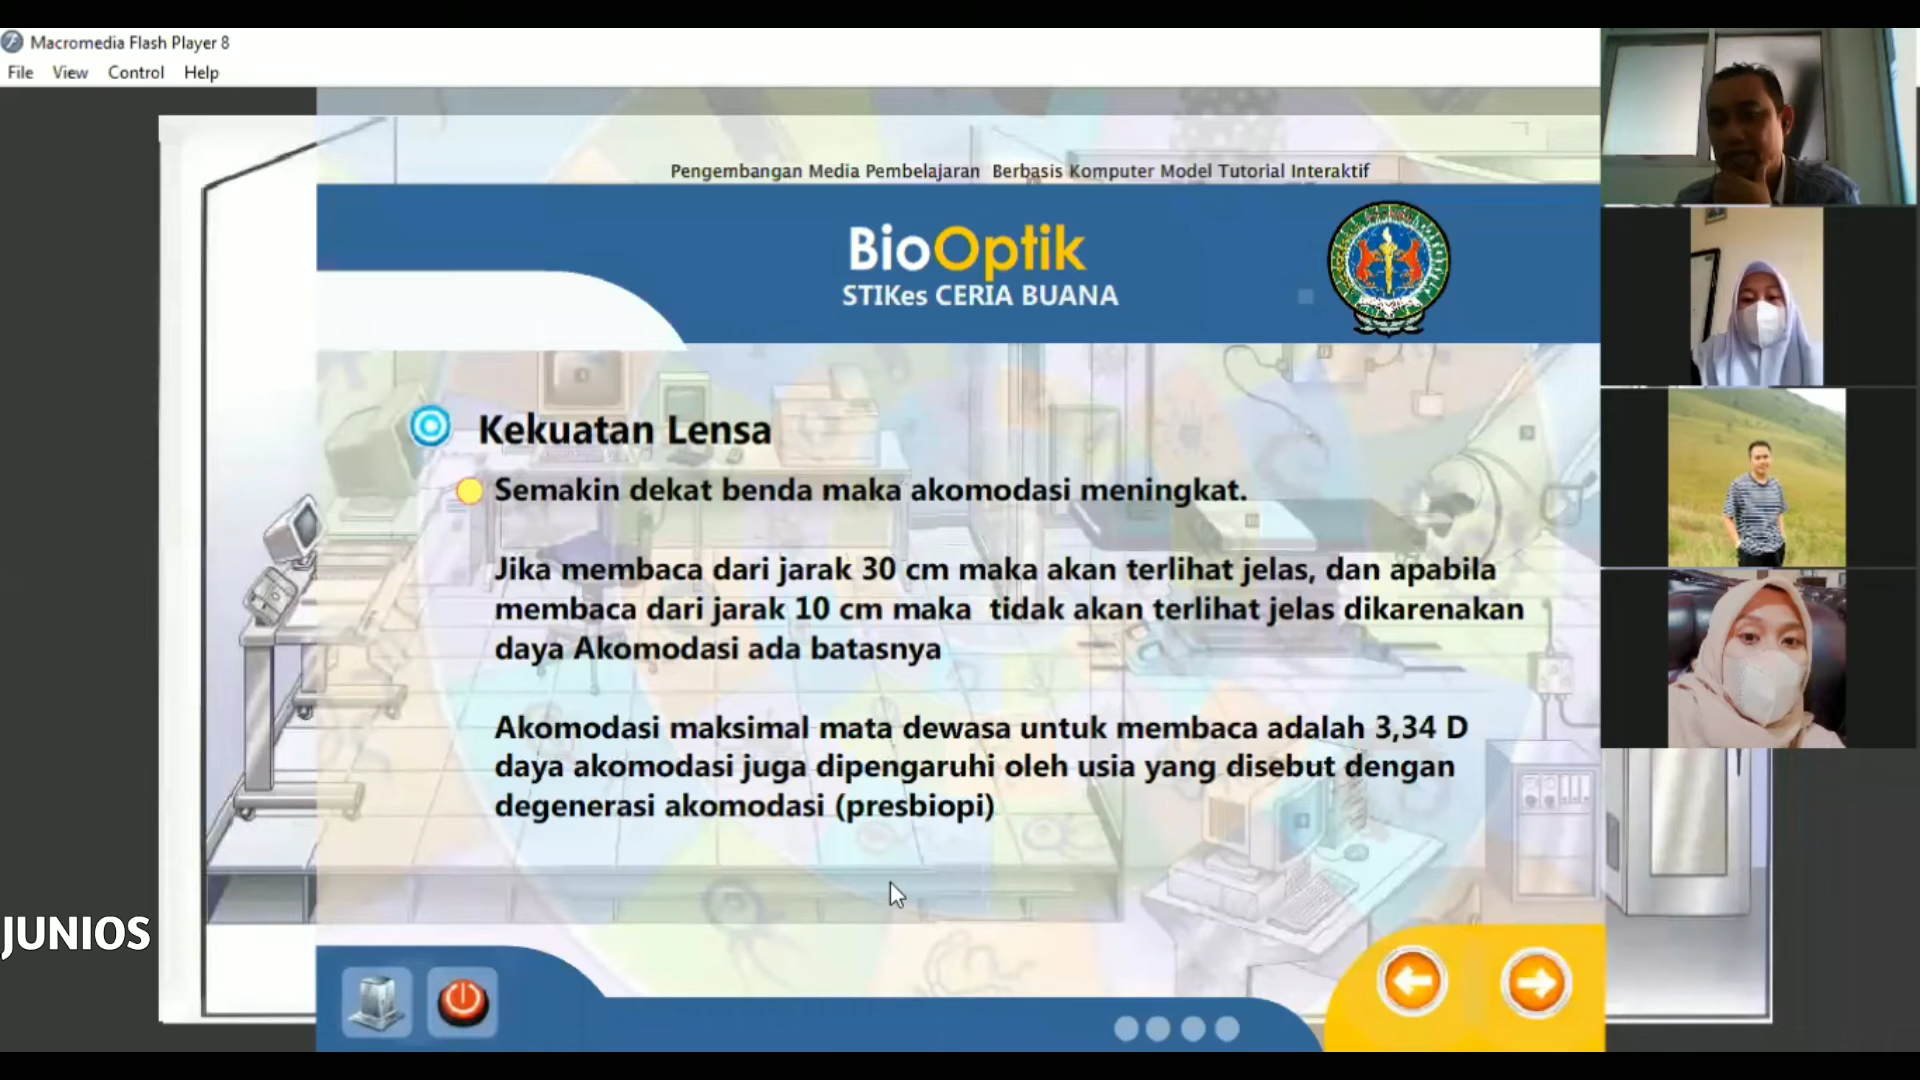 Macromedia Flash Player 8
File View Control Help
Pengembangan Media Pembelajaran Berbasis Komputer Model Tutorial Interaktif
BioOptik
STIKes CERIA BUANA
Kekuatan Lensa
Semakin dekat benda maka akomodasi meningkat.
Jika membaca dari jarak 30 cm maka akan terlihat jelas, dan apabila
membaca dari jarak 10 cm maka tidak akan terlihat jelas dikarenakan
daya Akomodasi ada batasnya
Akomodasi maksimal mata dewasa untuk membaca adalah 3,34 D
daya akomodasi juga dipengaruhi oleh usia yang disebut dengan
degenerasi akomodasi (presbiopi)
JUNIOS